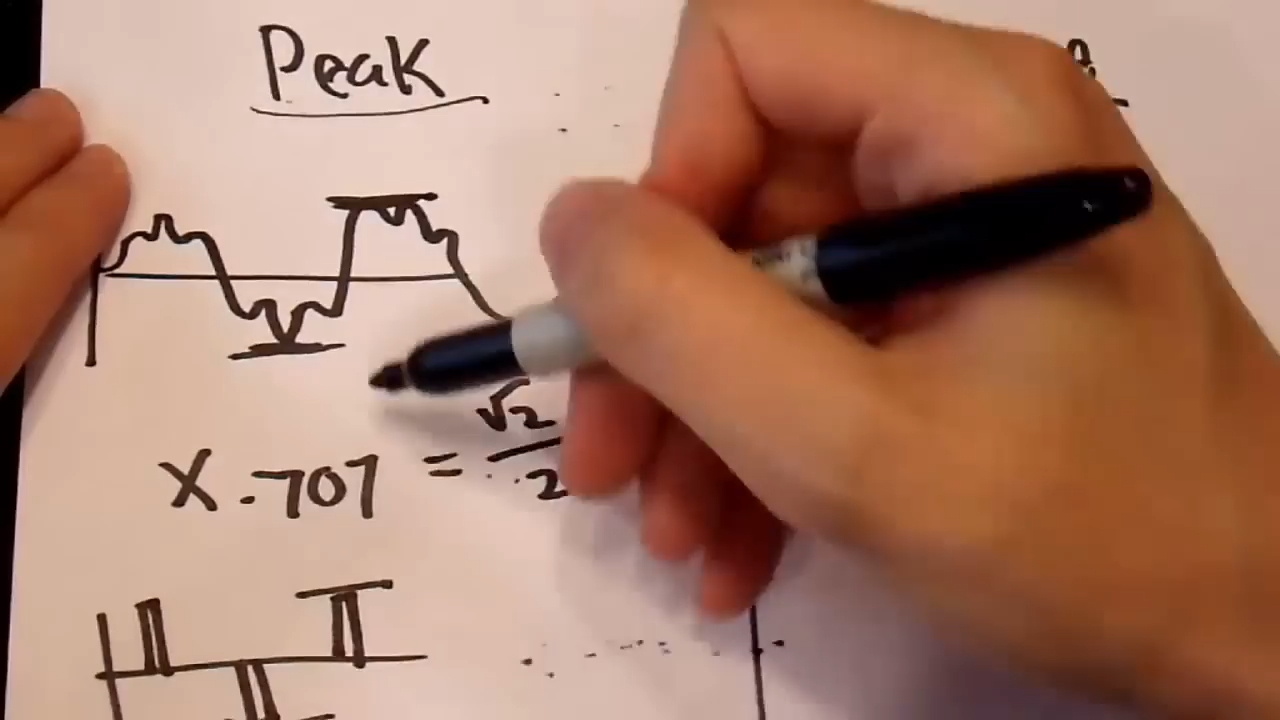 Peak
x .707 = √2
2